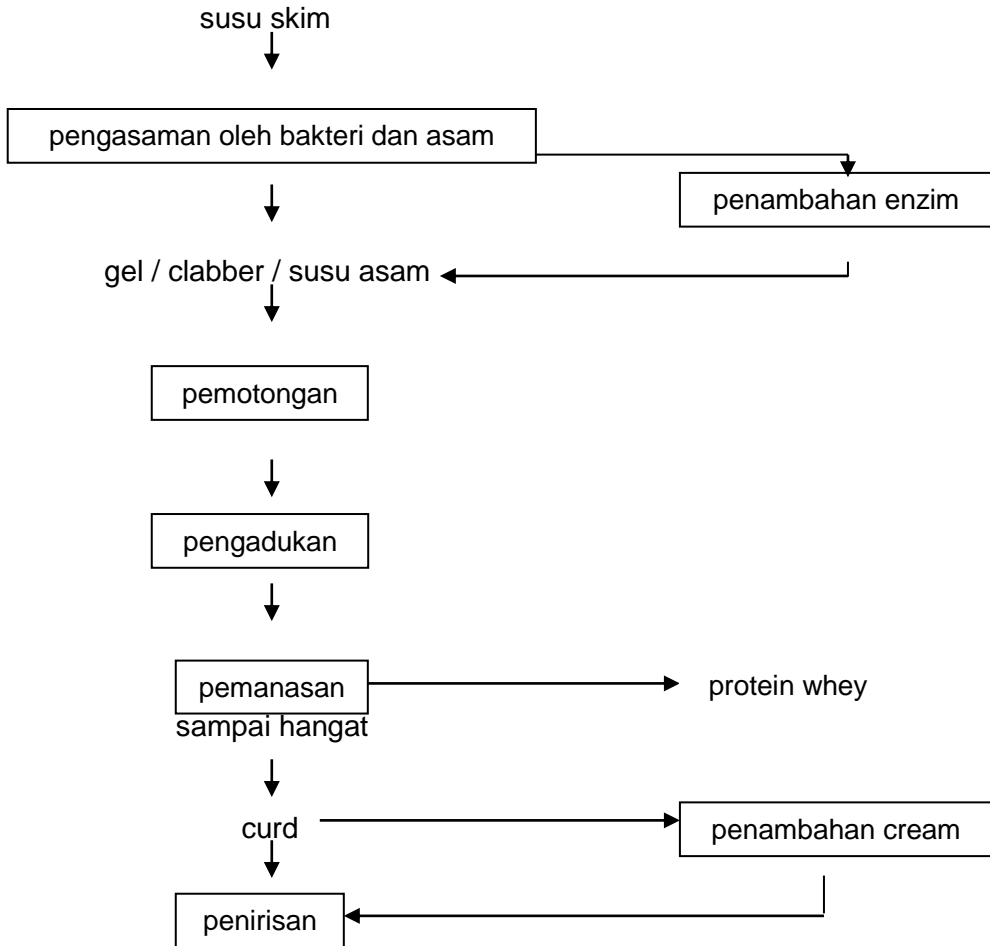 susu skim
pengasaman oleh bakteri dan asam
penambahan enzim
gel / clabber / susu asam
pemotongan
pengadukan
pemanasan
sampai hangat
protein whey
curd
penambahan cream
penirisan